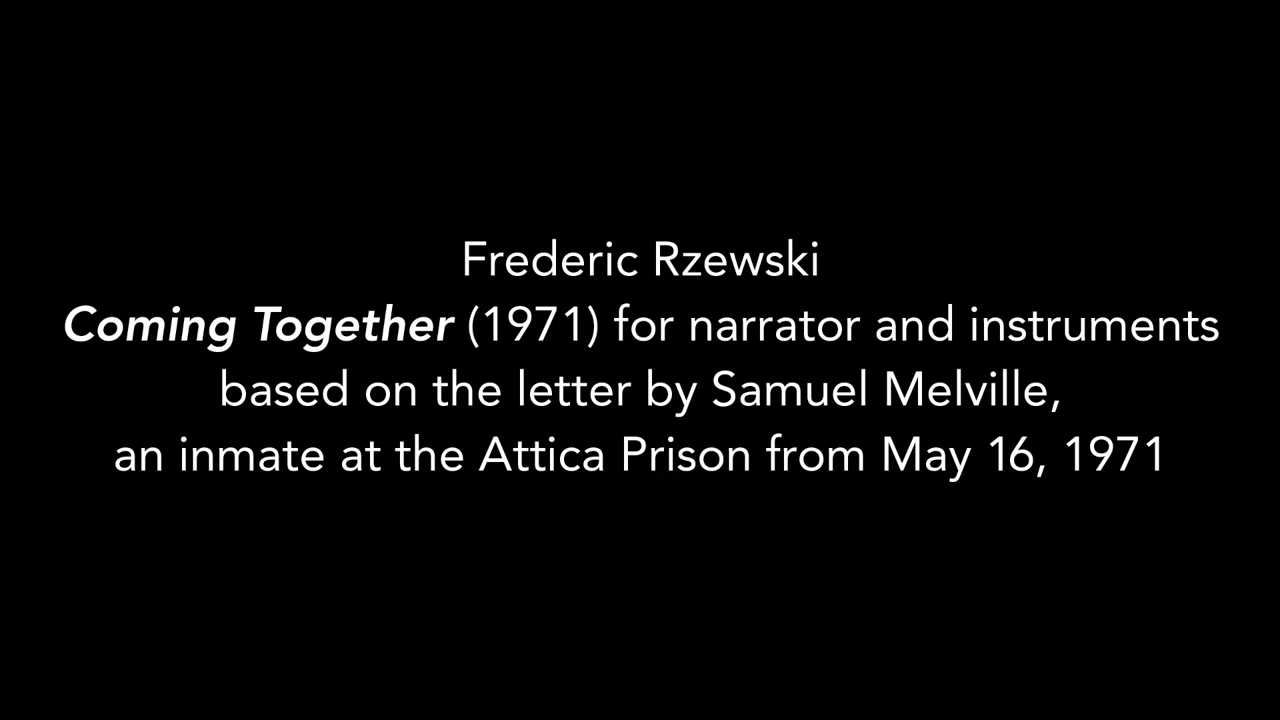 Frederic Rzewski
Coming Together (1971) for narrator and instruments
based on the letter by Samuel Melville,
an inmate at the Attica Prison from May 16, 1971